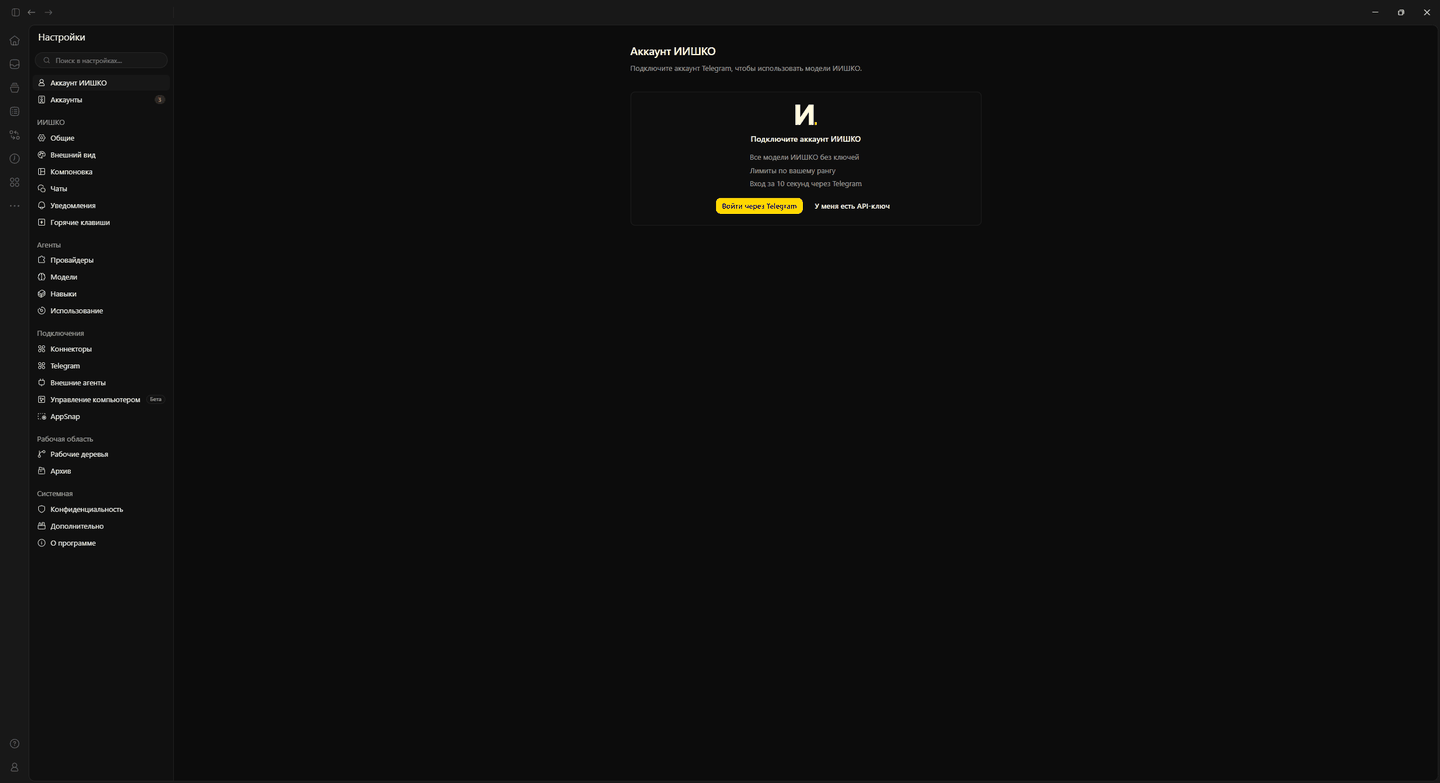 Настройки
Поиск в настройках...
Аккаунт ИИШКО
Аккаунты
5
ИИШКО
Общие
Внешний вид
Компоновка
Чаты
Уведомления
Горячие клавиши
Агенты
Провайдеры
Модели
Навыки
Использование
Подключения
Коннекторы
Telegram
Внешние агенты
Управление компьютером
Бета
AppSnap
Рабочая область
Рабочие деревья
Архив
Системная
Конфиденциальность
Дополнительно
О программе
Аккаунт ИИШКО
Подключите аккаунт Telegram, чтобы использовать модели ИИШКО.
И.
Подключите аккаунт ИИШКО
Все модели ИИШКО без ключей
Лимиты по вашему рангу
Вход за 10 секунд через Telegram
Войти через Telegram
У меня есть API-ключ